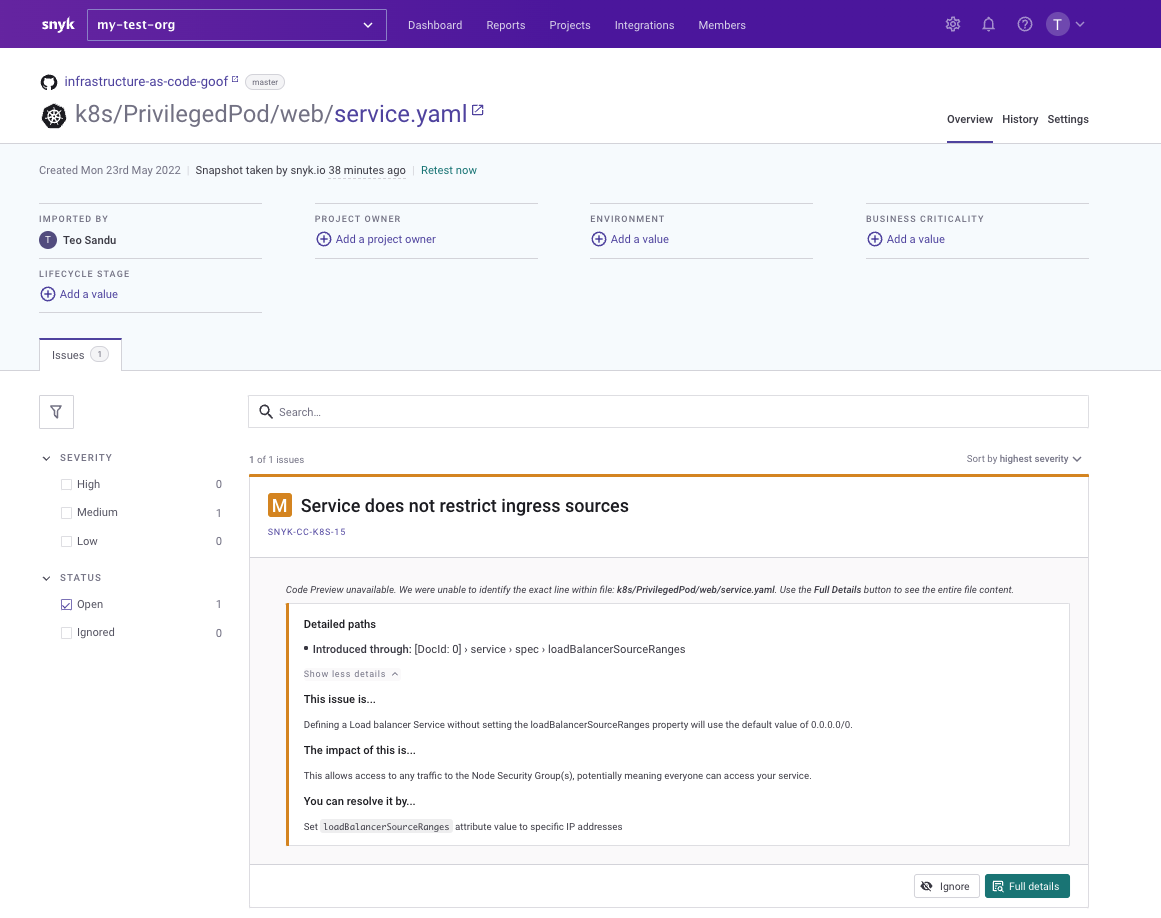 snyk my-test-org Dashboard Reports Projects Integrations Members T
infrastructure-as-code-goof master
k8s/PrivilegedPod/web/service.yaml
Overview History Settings
Created Mon 23rd May 2022 | Snapshot taken by snyk.io 38 minutes ago | Retest now
IMPORTED BY PROJECT OWNER ENVIRONMENT BUSINESS CRITICALITY
T Teo Sandu Add a project owner Add a value Add a value
LIFECYCLE STAGE
Add a value
Issues 1
Search...
SEVERITY
High 0
Medium 1
Low 0
STATUS
Open 1
Ignored 0
1 of 1 issues Sort by highest severity
M Service does not restrict ingress sources
SNYK-CC-K8S-15
Code Preview unavailable. We were unable to identify the exact line within file: k8s/PrivilegedPod/web/service.yaml. Use the Full Details button to see the entire file content.
Detailed paths
• Introduced through: [DocId: 0] › service › spec › loadBalancerSourceRanges
Show less details
This issue is...
Defining a Load balancer Service without setting the loadBalancerSourceRanges property will use the default value of 0.0.0.0/0.
The impact of this is...
This allows access to any traffic to the Node Security Group(s), potentially meaning everyone can access your service.
You can resolve it by...
Set loadBalancerSourceRanges attribute value to specific IP addresses
Ignore Full details